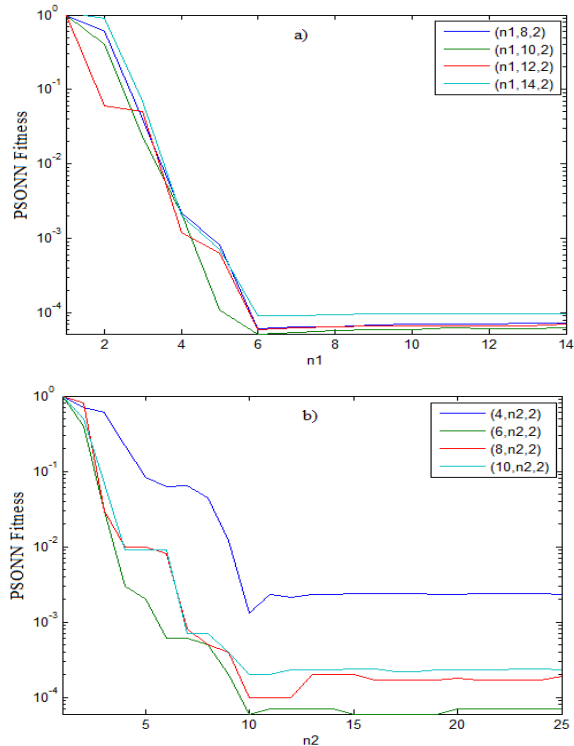 a)
PSONN Fitness
10^0
10^-1
10^-2
10^-3
10^-4
2 4 6 8 10 12 14
n1
(n1,8,2)
(n1,10,2)
(n1,12,2)
(n1,14,2)
b)
PSONN Fitness
10^0
10^-1
10^-2
10^-3
10^-4
5 10 15 20 25
n2
(4,n2,2)
(6,n2,2)
(8,n2,2)
(10,n2,2)